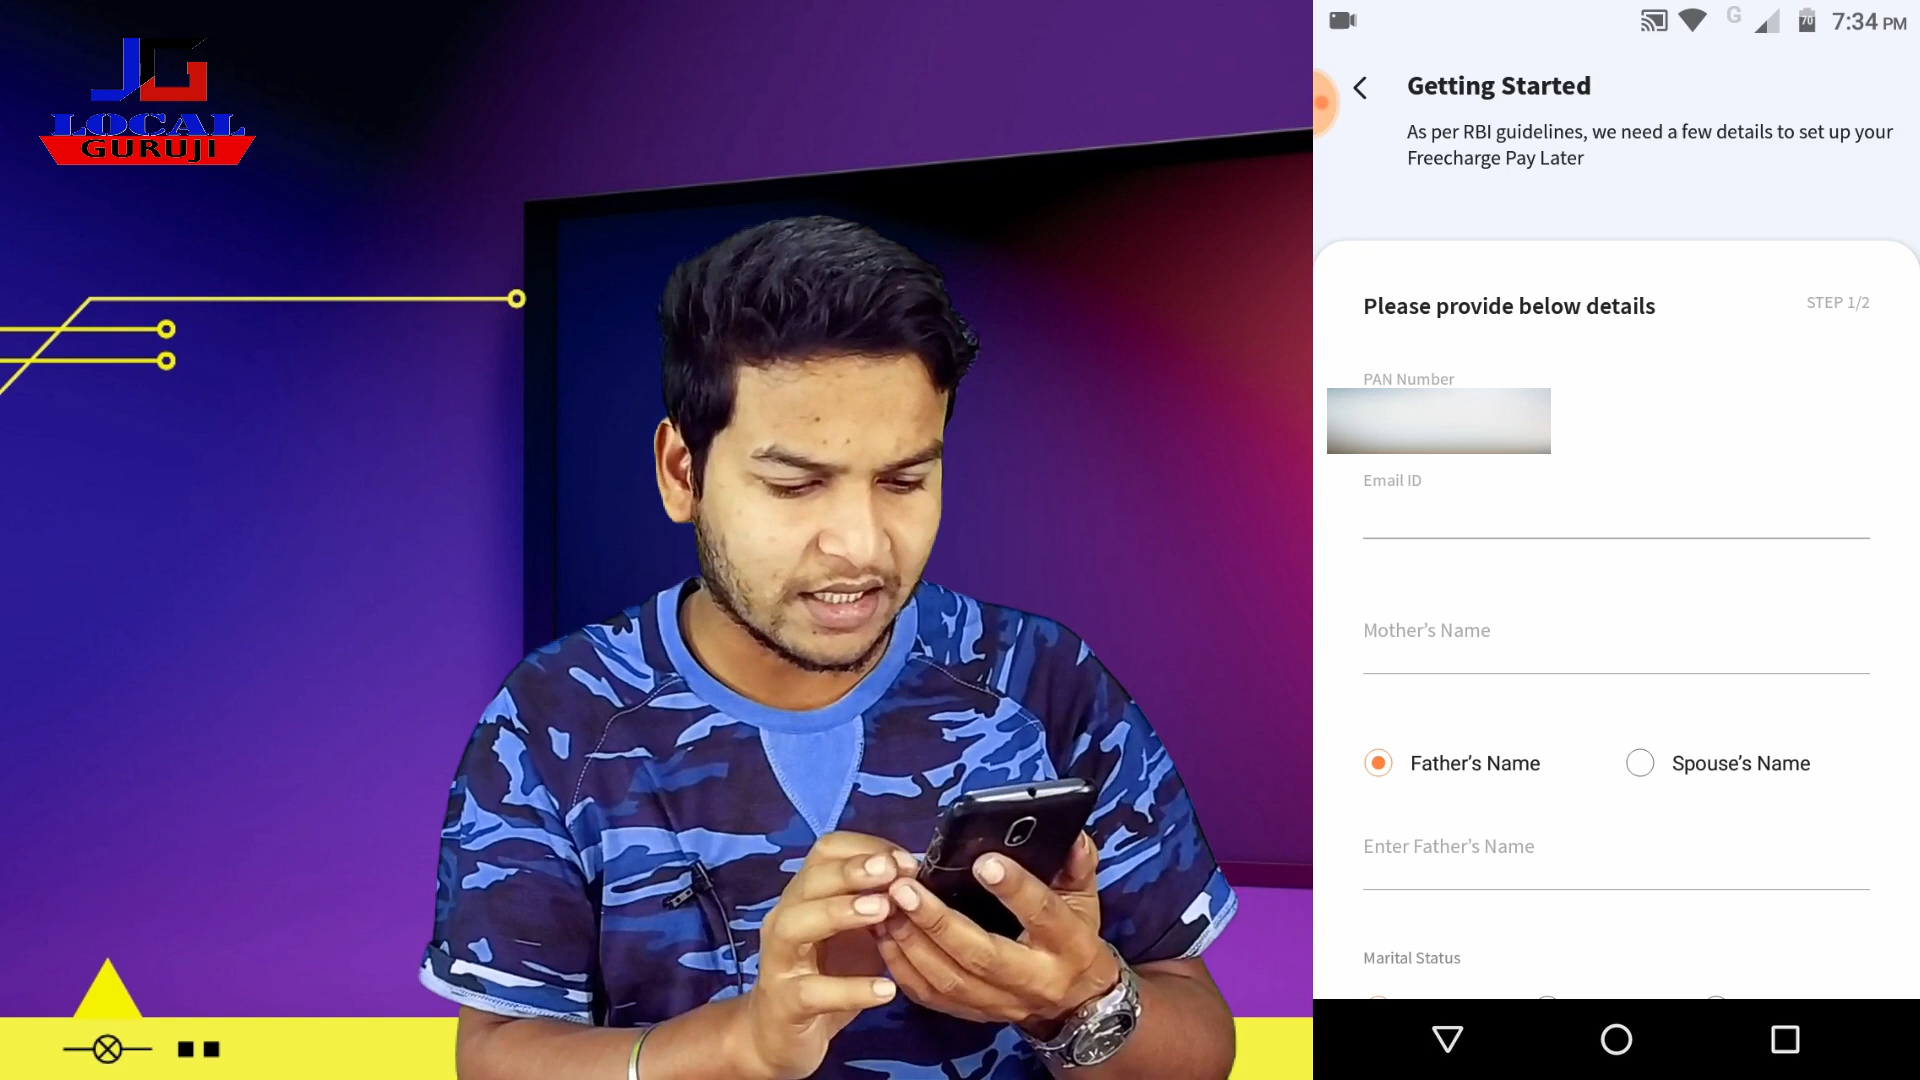 JG
LOCAL
GURUJI
G
70
7:34 PM
Getting Started
As per RBI guidelines, we need a few details to set up your
Freecharge Pay Later
Please provide below details
STEP 1/2
PAN Number
Email ID
Mother's Name
Father's Name
Spouse's Name
Enter Father's Name
Marital Status